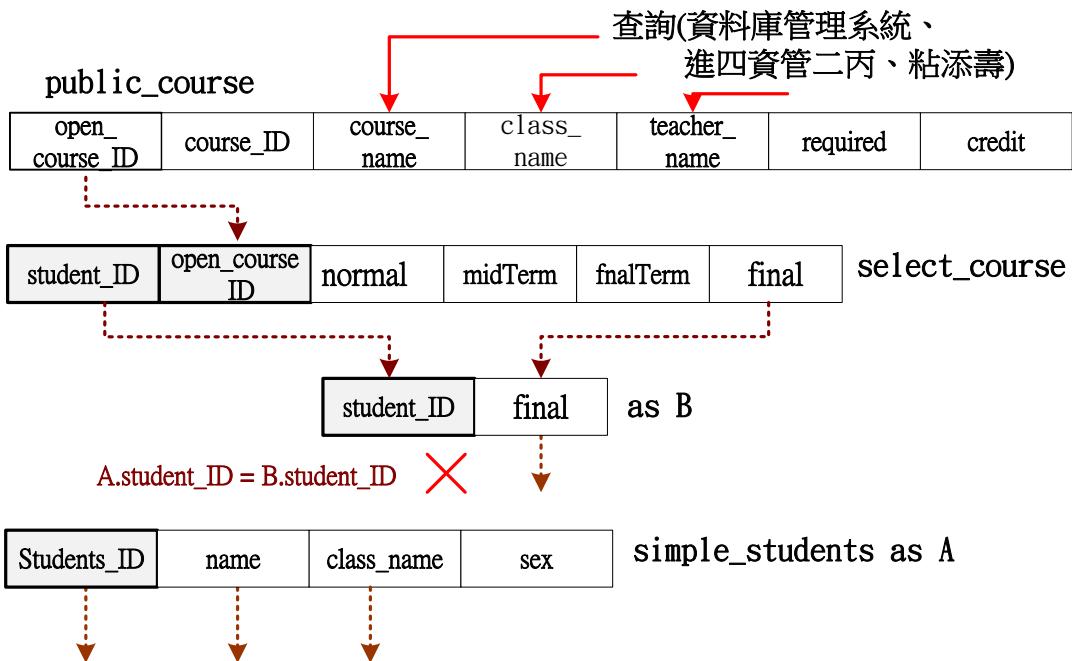 查詢(資料庫管理系統、
進四資管二丙、粘添壽)
public_course
open_
course_ID
course_ID
course_
name
class_
name
teacher_
name
required
credit
student_ID
open_course
ID
normal
midTerm
fnalTerm
final
select_course
student_ID
final
as B
A.student_ID = B.student_ID
Students_ID
name
class_name
sex
simple_students as A